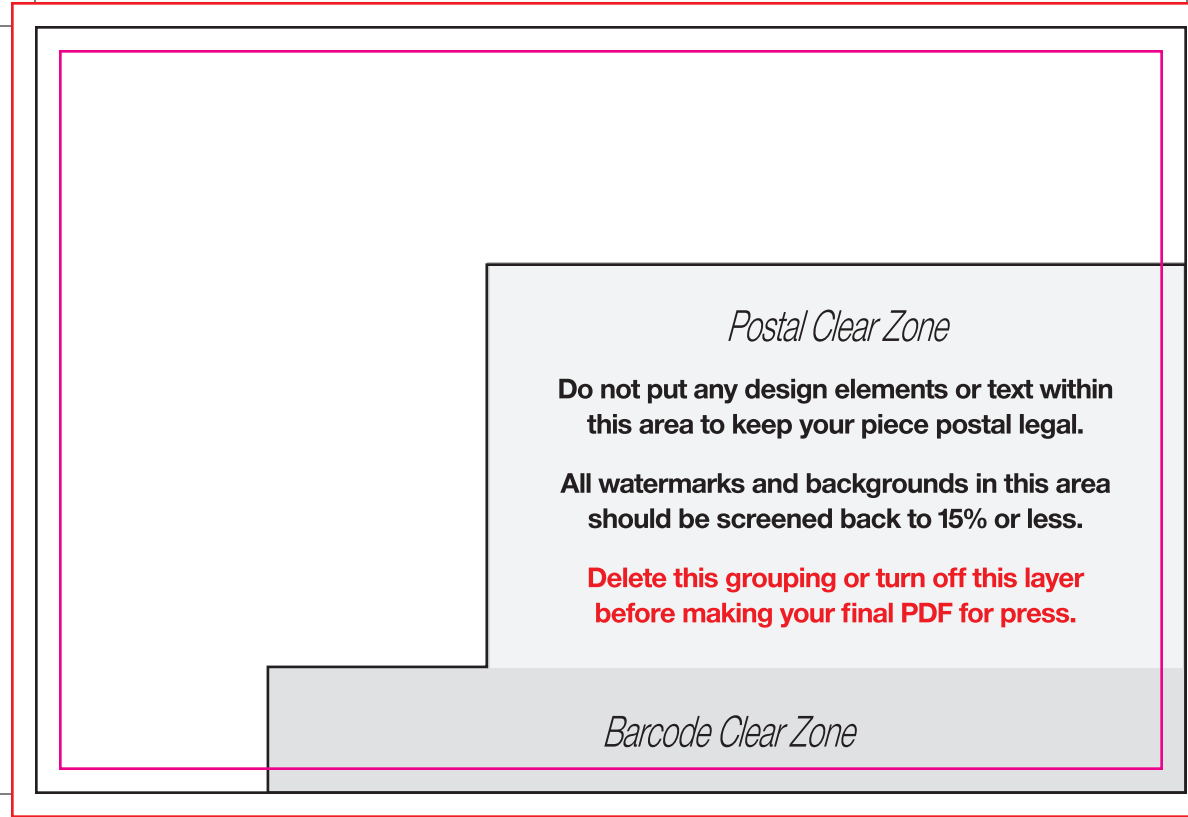 Postal Clear Zone
Do not put any design elements or text within
this area to keep your piece postal legal.
All watermarks and backgrounds in this area
should be screened back to 15% or less.
Delete this grouping or turn off this layer
before making your final PDF for press.
Barcode Clear Zone